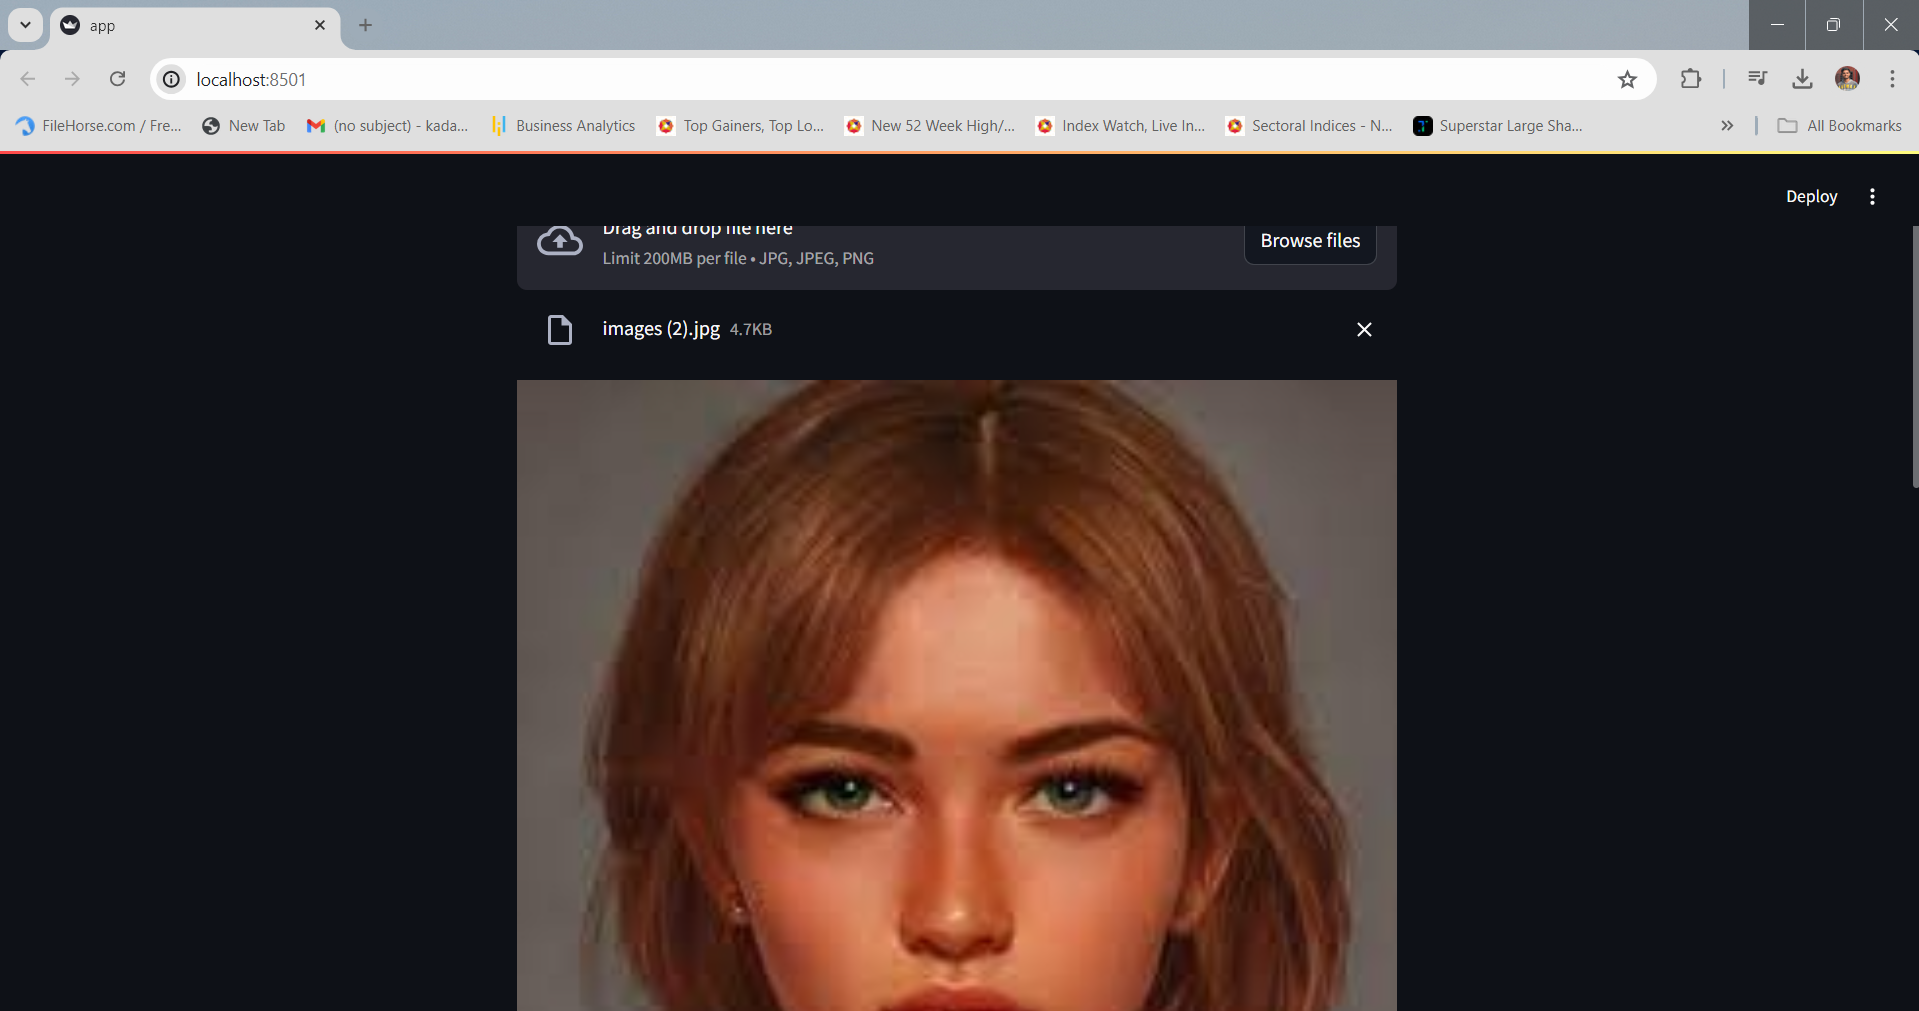 app
localhost:8501
FileHorse.com / Fre...
New Tab
(no subject) - kada...
Business Analytics
Top Gainers, Top Lo...
New 52 Week High/...
Index Watch, Live In...
Sectoral Indices - N...
Superstar Large Sha...
All Bookmarks
Deploy
Drag and drop file here
Limit 200MB per file • JPG, JPEG, PNG
Browse files
images (2).jpg 4.7KB